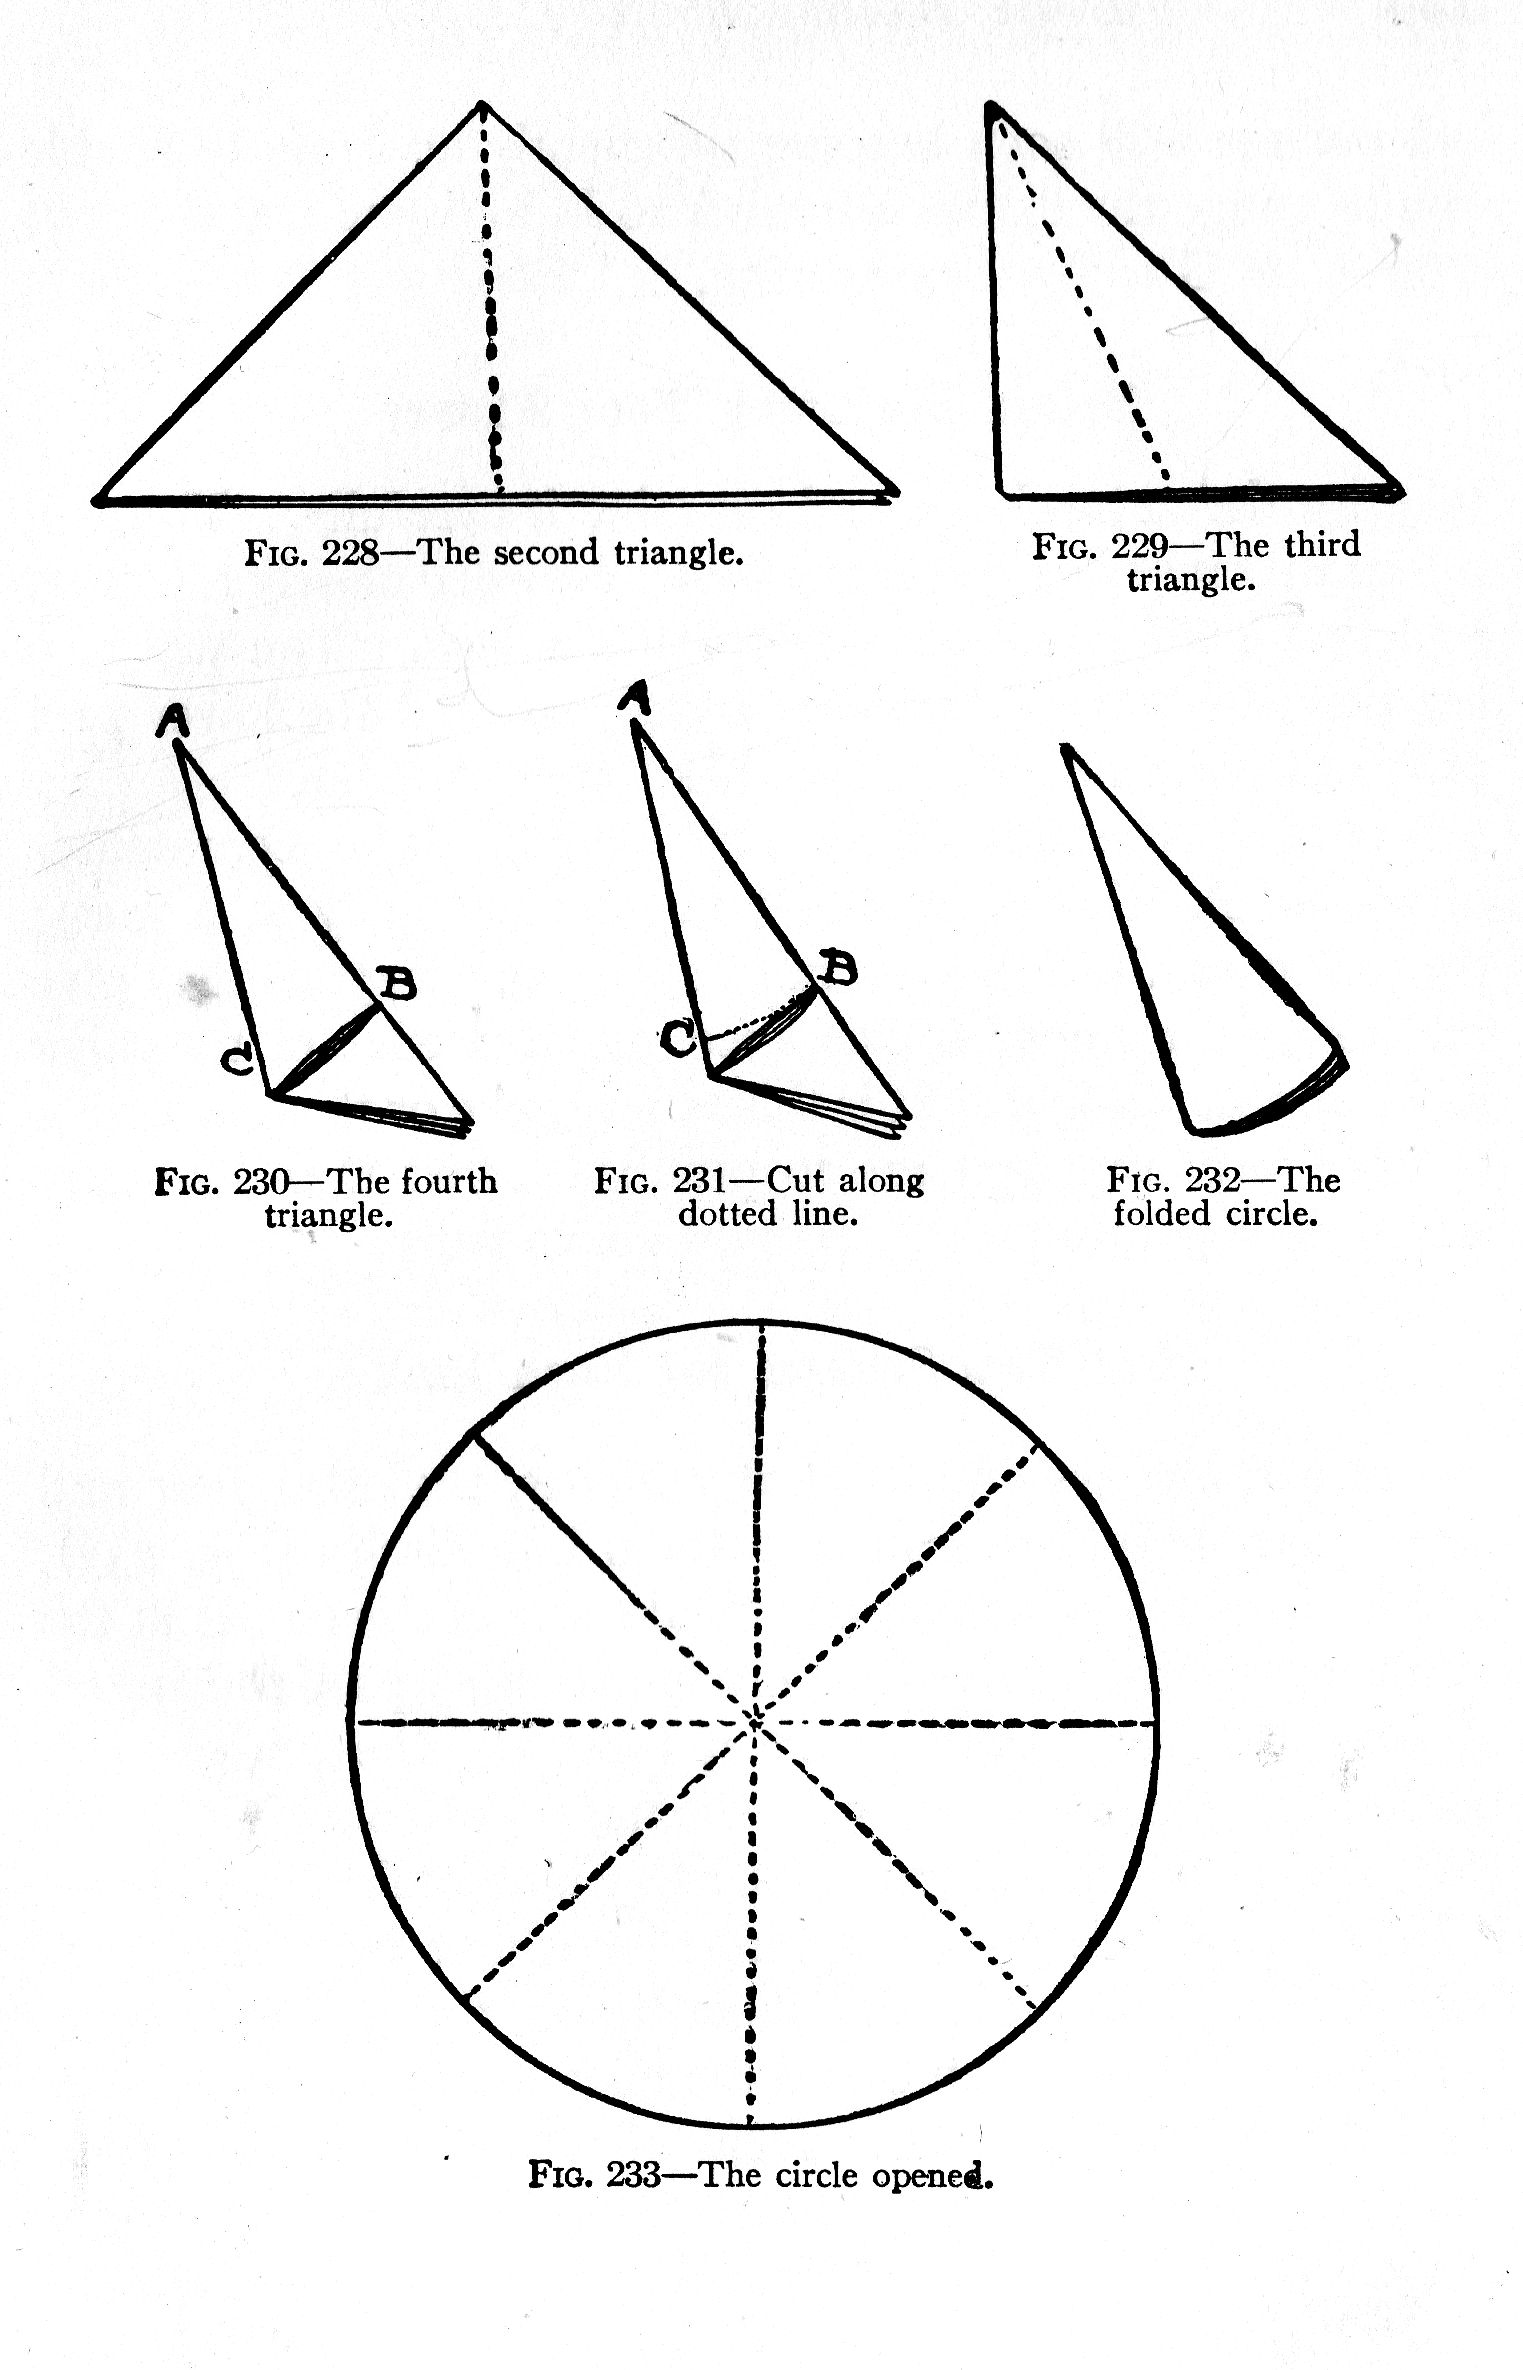 FIG. 228—The second triangle.
FIG. 229—The third
triangle.
A
B
C
FIG. 230—The fourth
triangle.
A
B
C
FIG. 231—Cut along
dotted line.
FIG. 232—The
folded circle.
FIG. 233—The circle opened.